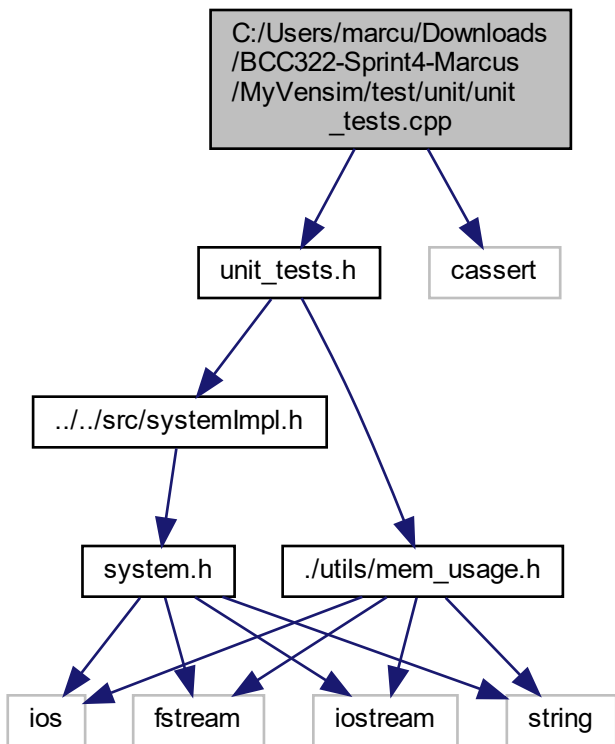 C:/Users/marcu/Downloads
/BCC322-Sprint4-Marcus
/MyVensim/test/unit/unit
_tests.cpp
unit_tests.h
cassert
../../src/systemImpl.h
system.h
./utils/mem_usage.h
ios
fstream
iostream
string